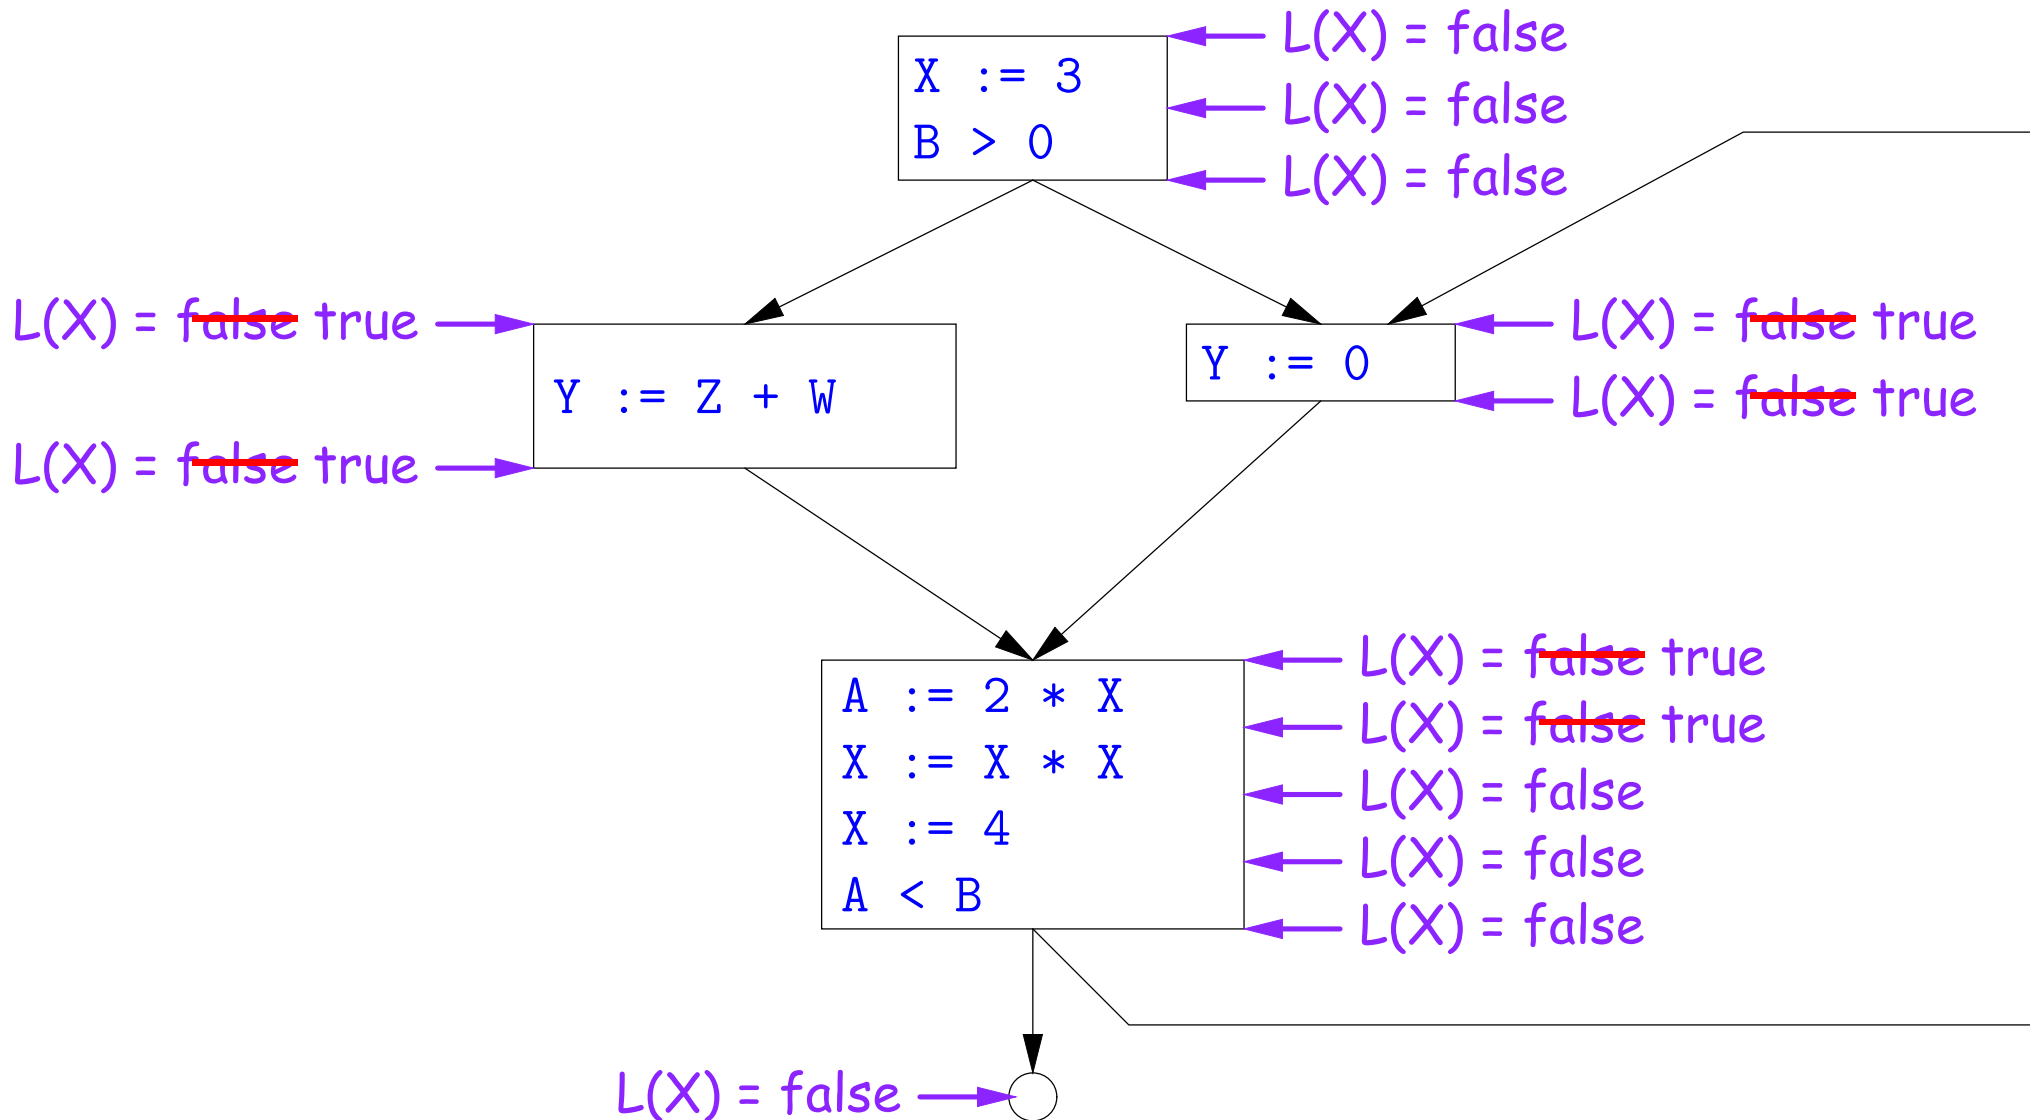 L(X) = false
X := 3
L(X) = false
B > 0
L(X) = false
L(X) = false true
L(X) = false true
Y := Z + W
Y := 0
L(X) = false true
L(X) = false true
L(X) = false true
A := 2 * X
L(X) = false true
X := X * X
L(X) = false
X := 4
L(X) = false
A < B
L(X) = false
L(X) = false